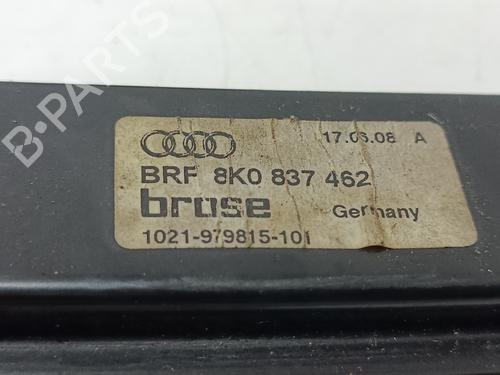 B-PARTS
17.06.08 A
BRF 8K0 837 462
brose Germany
1021-979815-101